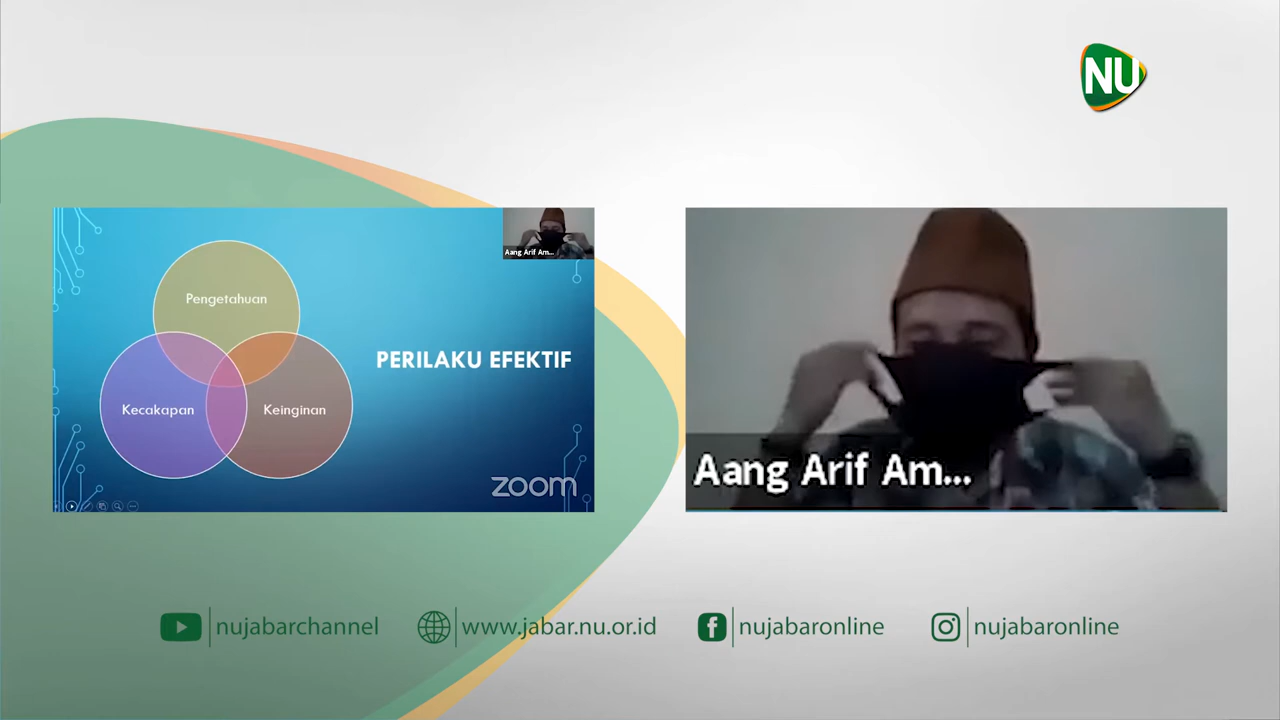 NU
Aang Arif Am...
Pengetahuan
PERILAKU EFEKTIF
Kecakapan
Keinginan
zoom
Aang Arif Am...
nujabarchannel
www.jabar.nu.or.id
nujabaronline
nujabaronline